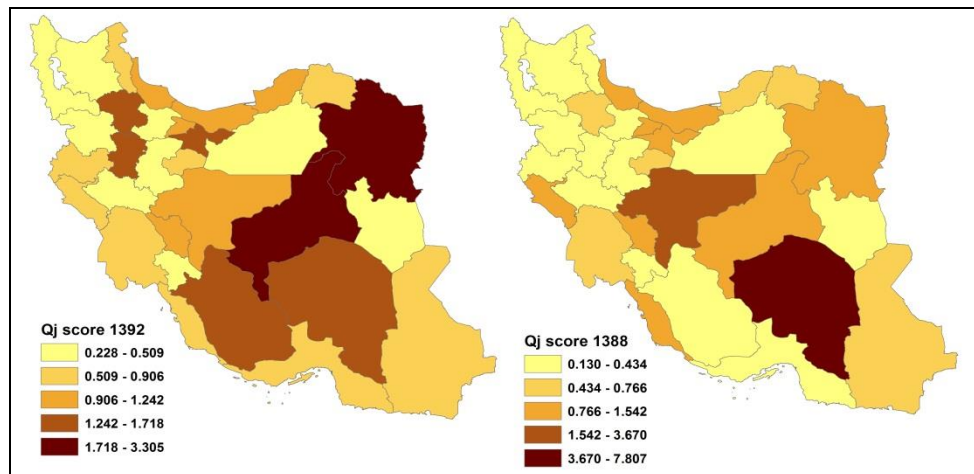 Qj score 1392
0.228 - 0.509
0.509 - 0.906
0.906 - 1.242
1.242 - 1.718
1.718 - 3.305
Qj score 1388
0.130 - 0.434
0.434 - 0.766
0.766 - 1.542
1.542 - 3.670
3.670 - 7.807